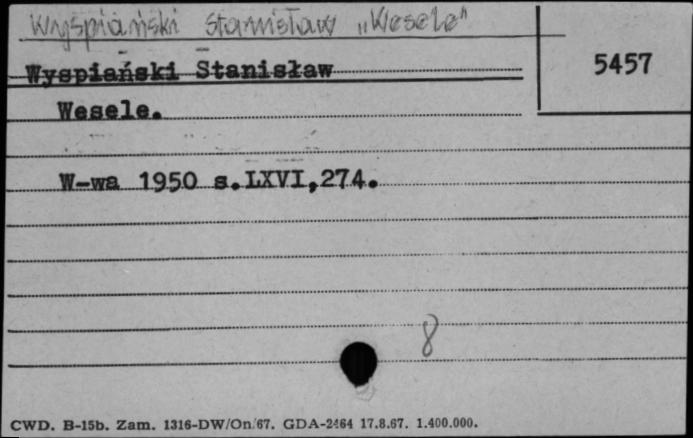 Wyspiański Stanisław „Wesele"
Wyspiański Stanisław
5457
Wesele.
W-wa 1950 s.LXVI,274.
8
CWD. B-15b. Zam. 1316-DW/On/67. GDA-2464 17.8.67. 1.400.000.